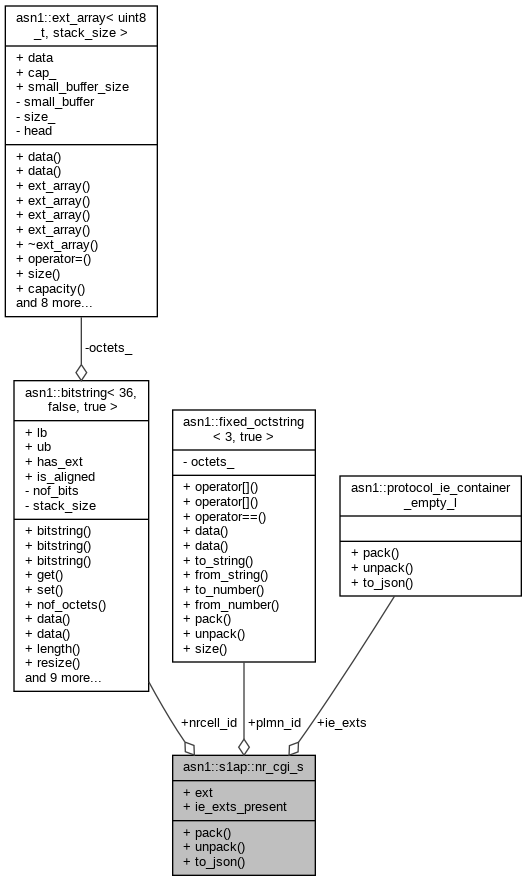 asn1::ext_array< uint8
_t, stack_size >
+ data
+ cap_
+ small_buffer_size
- small_buffer
- size_
- head
+ data()
+ data()
+ ext_array()
+ ext_array()
+ ext_array()
+ ext_array()
+ ~ext_array()
+ operator=()
+ size()
+ capacity()
and 8 more...
-octets_
asn1::bitstring< 36,
false, true >
+ lb
+ ub
+ has_ext
+ is_aligned
- nof_bits
- stack_size
+ bitstring()
+ bitstring()
+ bitstring()
+ get()
+ set()
+ nof_octets()
+ data()
+ data()
+ length()
+ resize()
and 9 more...
asn1::fixed_octstring
< 3, true >
- octets_
+ operator[]()
+ operator[]()
+ operator==()
+ data()
+ data()
+ to_string()
+ from_string()
+ to_number()
+ from_number()
+ pack()
+ unpack()
+ size()
asn1::protocol_ie_container
_empty_l
+ pack()
+ unpack()
+ to_json()
+nrcell_id
+plmn_id
+ie_exts
asn1::s1ap::nr_cgi_s
+ ext
+ ie_exts_present
+ pack()
+ unpack()
+ to_json()